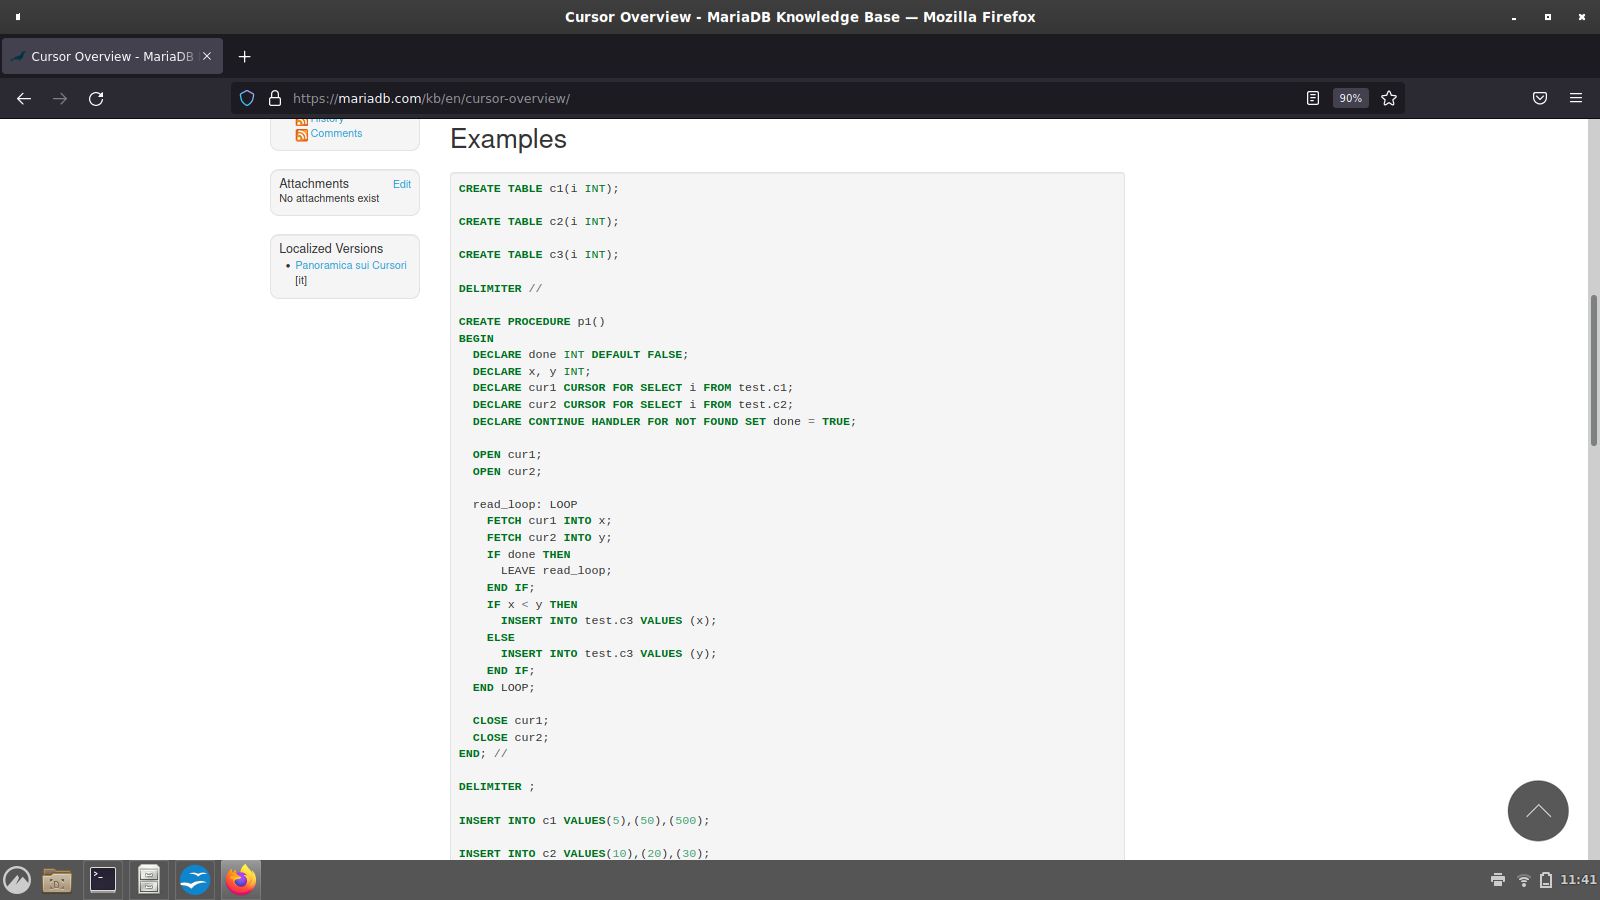 Cursor Overview - MariaDB Knowledge Base — Mozilla Firefox
Cursor Overview - MariaDB
https://mariadb.com/kb/en/cursor-overview/
90%
History
Comments
Attachments
Edit
No attachments exist
Localized Versions
Panoramica sui Cursori
[it]
Examples
CREATE TABLE c1(i INT);
CREATE TABLE c2(i INT);
CREATE TABLE c3(i INT);
DELIMITER //
CREATE PROCEDURE p1()
BEGIN
  DECLARE done INT DEFAULT FALSE;
  DECLARE x, y INT;
  DECLARE cur1 CURSOR FOR SELECT i FROM test.c1;
  DECLARE cur2 CURSOR FOR SELECT i FROM test.c2;
  DECLARE CONTINUE HANDLER FOR NOT FOUND SET done = TRUE;
  OPEN cur1;
  OPEN cur2;
  read_loop: LOOP
    FETCH cur1 INTO x;
    FETCH cur2 INTO y;
    IF done THEN
      LEAVE read_loop;
    END IF;
    IF x < y THEN
      INSERT INTO test.c3 VALUES (x);
    ELSE
      INSERT INTO test.c3 VALUES (y);
    END IF;
  END LOOP;
  CLOSE cur1;
  CLOSE cur2;
END; //
DELIMITER ;
INSERT INTO c1 VALUES(5),(50),(500);
INSERT INTO c2 VALUES(10),(20),(30);
11:41